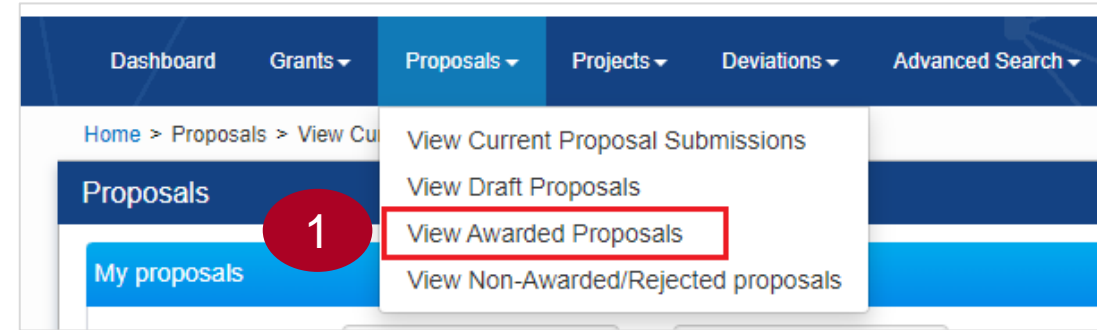 Dashboard Grants Proposals Projects Deviations Advanced Search
Home > Proposals > View
View Current Proposal Submissions
Proposals
View Draft Proposals
1
View Awarded Proposals
My proposals
View Non-Awarded/Rejected proposals